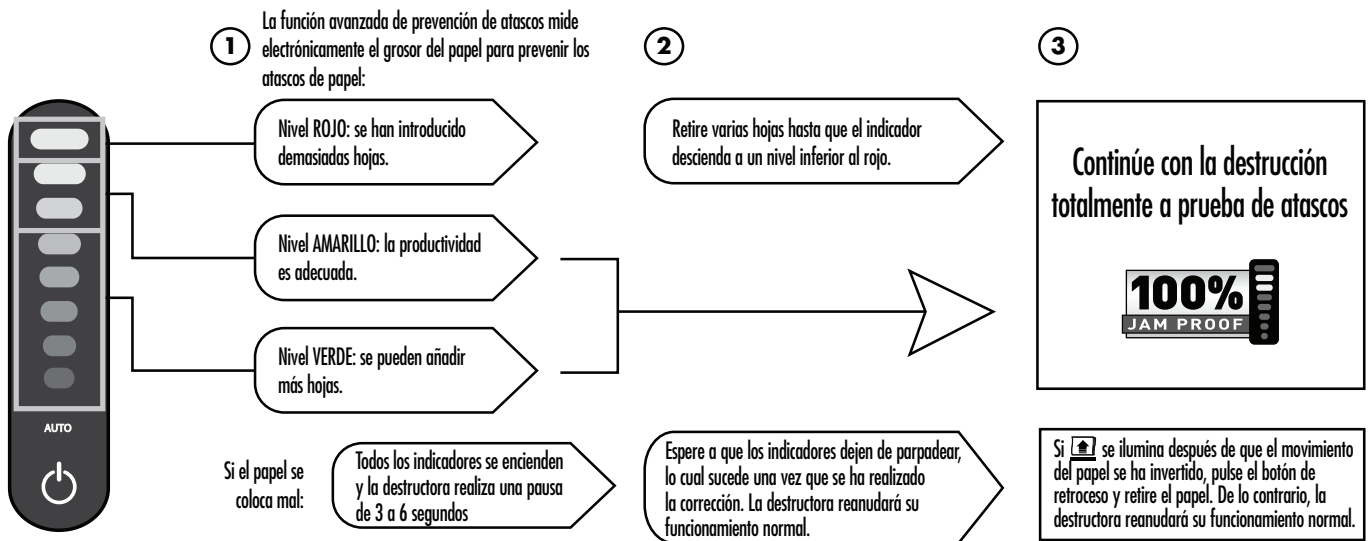 1
La función avanzada de prevención de atascos mide
electrónicamente el grosor del papel para prevenir los
atascos de papel:
2
3
Nivel ROJO: se han introducido
demasiadas hojas.
Retire varias hojas hasta que el indicador
descienda a un nivel inferior al rojo.
Continúe con la destrucción
totalmente a prueba de atascos
100%
JAM PROOF
Nivel AMARILLO: la productividad
es adecuada.
Nivel VERDE: se pueden añadir
más hojas.
AUTO
Si el papel se
coloca mal:
Todos los indicadores se encienden
y la destructora realiza una pausa
de 3 a 6 segundos
Espere a que los indicadores dejen de parpadear,
lo cual sucede una vez que se ha realizado
la corrección. La destructora reanudará su
funcionamiento normal.
Si se ilumina después de que el movimiento
del papel se ha invertido, pulse el botón de
retroceso y retire el papel. De lo contrario, la
destructora reanudará su funcionamiento normal.